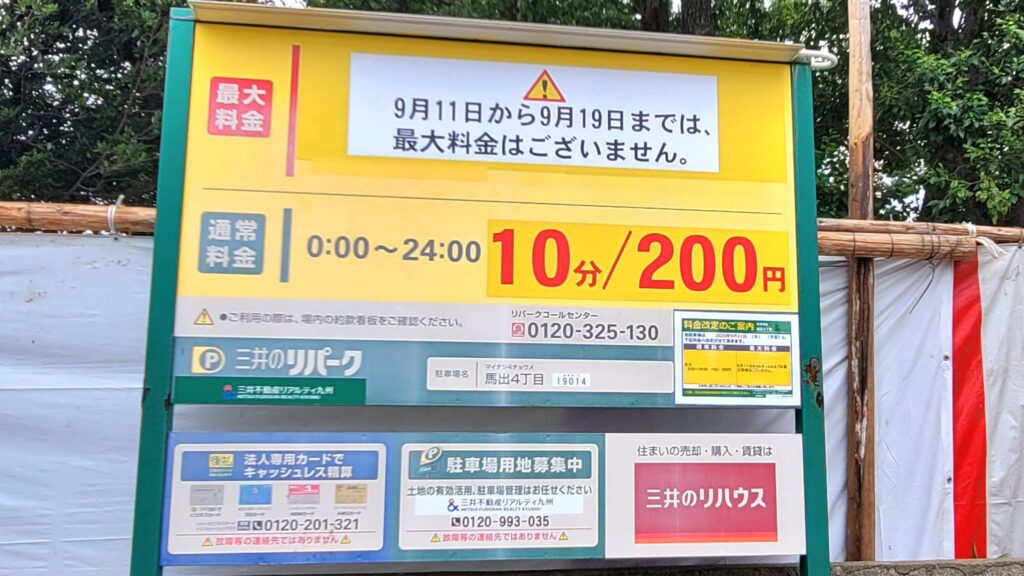 最大
料金
9月11日から9月19日までは、
最大料金はございません。
通常
料金
0:00～24:00
10分/200円
●ご利用の際は、場内の約款看板をご確認ください。
リパークコールセンター
0120-325-130
P 三井のリパーク
三井不動産リアルティ九州
MITSUI FUDOSAN REALTY KYUSHU
駐車場名
マイダシ4チョウメ
馬出4丁目
19014
料金改定のご案内
法人専用カードで
キャッシュレス精算
0120-201-321
故障等の連絡先ではありません
駐車場用地募集中
土地の有効活用、駐車場管理はお任せください
三井不動産リアルティ九州
MITSUI FUDOSAN REALTY KYUSHU
0120-993-035
故障等の連絡先ではありません
住まいの売却・購入・賃貸は
三井のリハウス